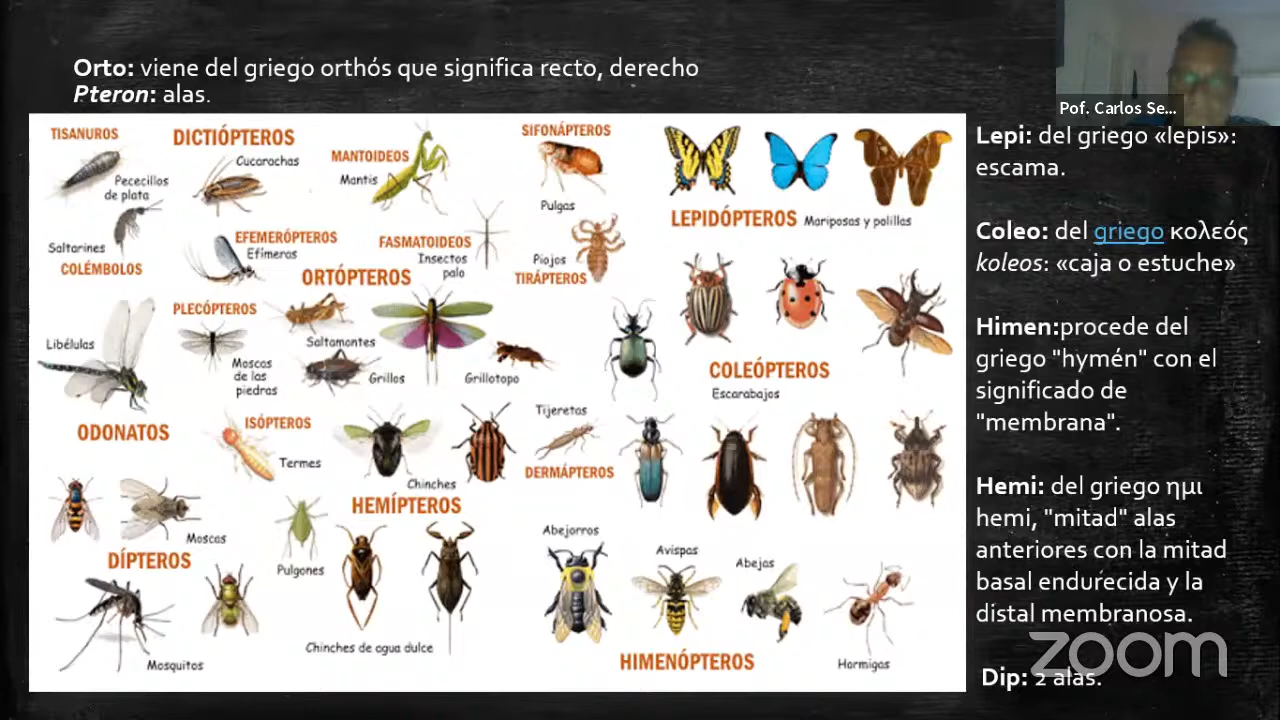 Orto: viene del griego orthós que significa recto, derecho
Pteron: alas.
Pof. Carlos Se...
TISANUROS
Pececillos
de plata
DICTIÓPTEROS
Cucarachas
MANTOIDEOS
Mantis
SIFONÁPTEROS
Pulgas
LEPIDÓPTEROS Mariposas y polillas
Saltarines
COLÉMBOLOS
EFEMERÓPTEROS
Efímeras
FASMATOIDEOS
Insectos
palo
Piojos
TIRÁPTEROS
ORTÓPTEROS
PLECÓPTEROS
Moscas
de las
piedras
Saltamontes
Grillos
Grillotopo
Libélulas
ODONATOS
COLEÓPTEROS
Escarabajos
ISÓPTEROS
Termes
Chinches
HEMÍPTEROS
Tijeretas
DERMÁPTEROS
Moscas
DÍPTEROS
Mosquitos
Pulgones
Chinches de agua dulce
Abejorros
Avispas
Abejas
Hormigas
HIMENÓPTEROS
Lepi: del griego «lepis»:
escama.
Coleo: del griego κολεός
koleos: «caja o estuche»
Himen:procede del
griego "hymén" con el
significado de
"membrana".
Hemi: del griego ημι
hemi, "mitad" alas
anteriores con la mitad
basal endurecida y la
distal membranosa.
Dip: 2 alas.
zoom